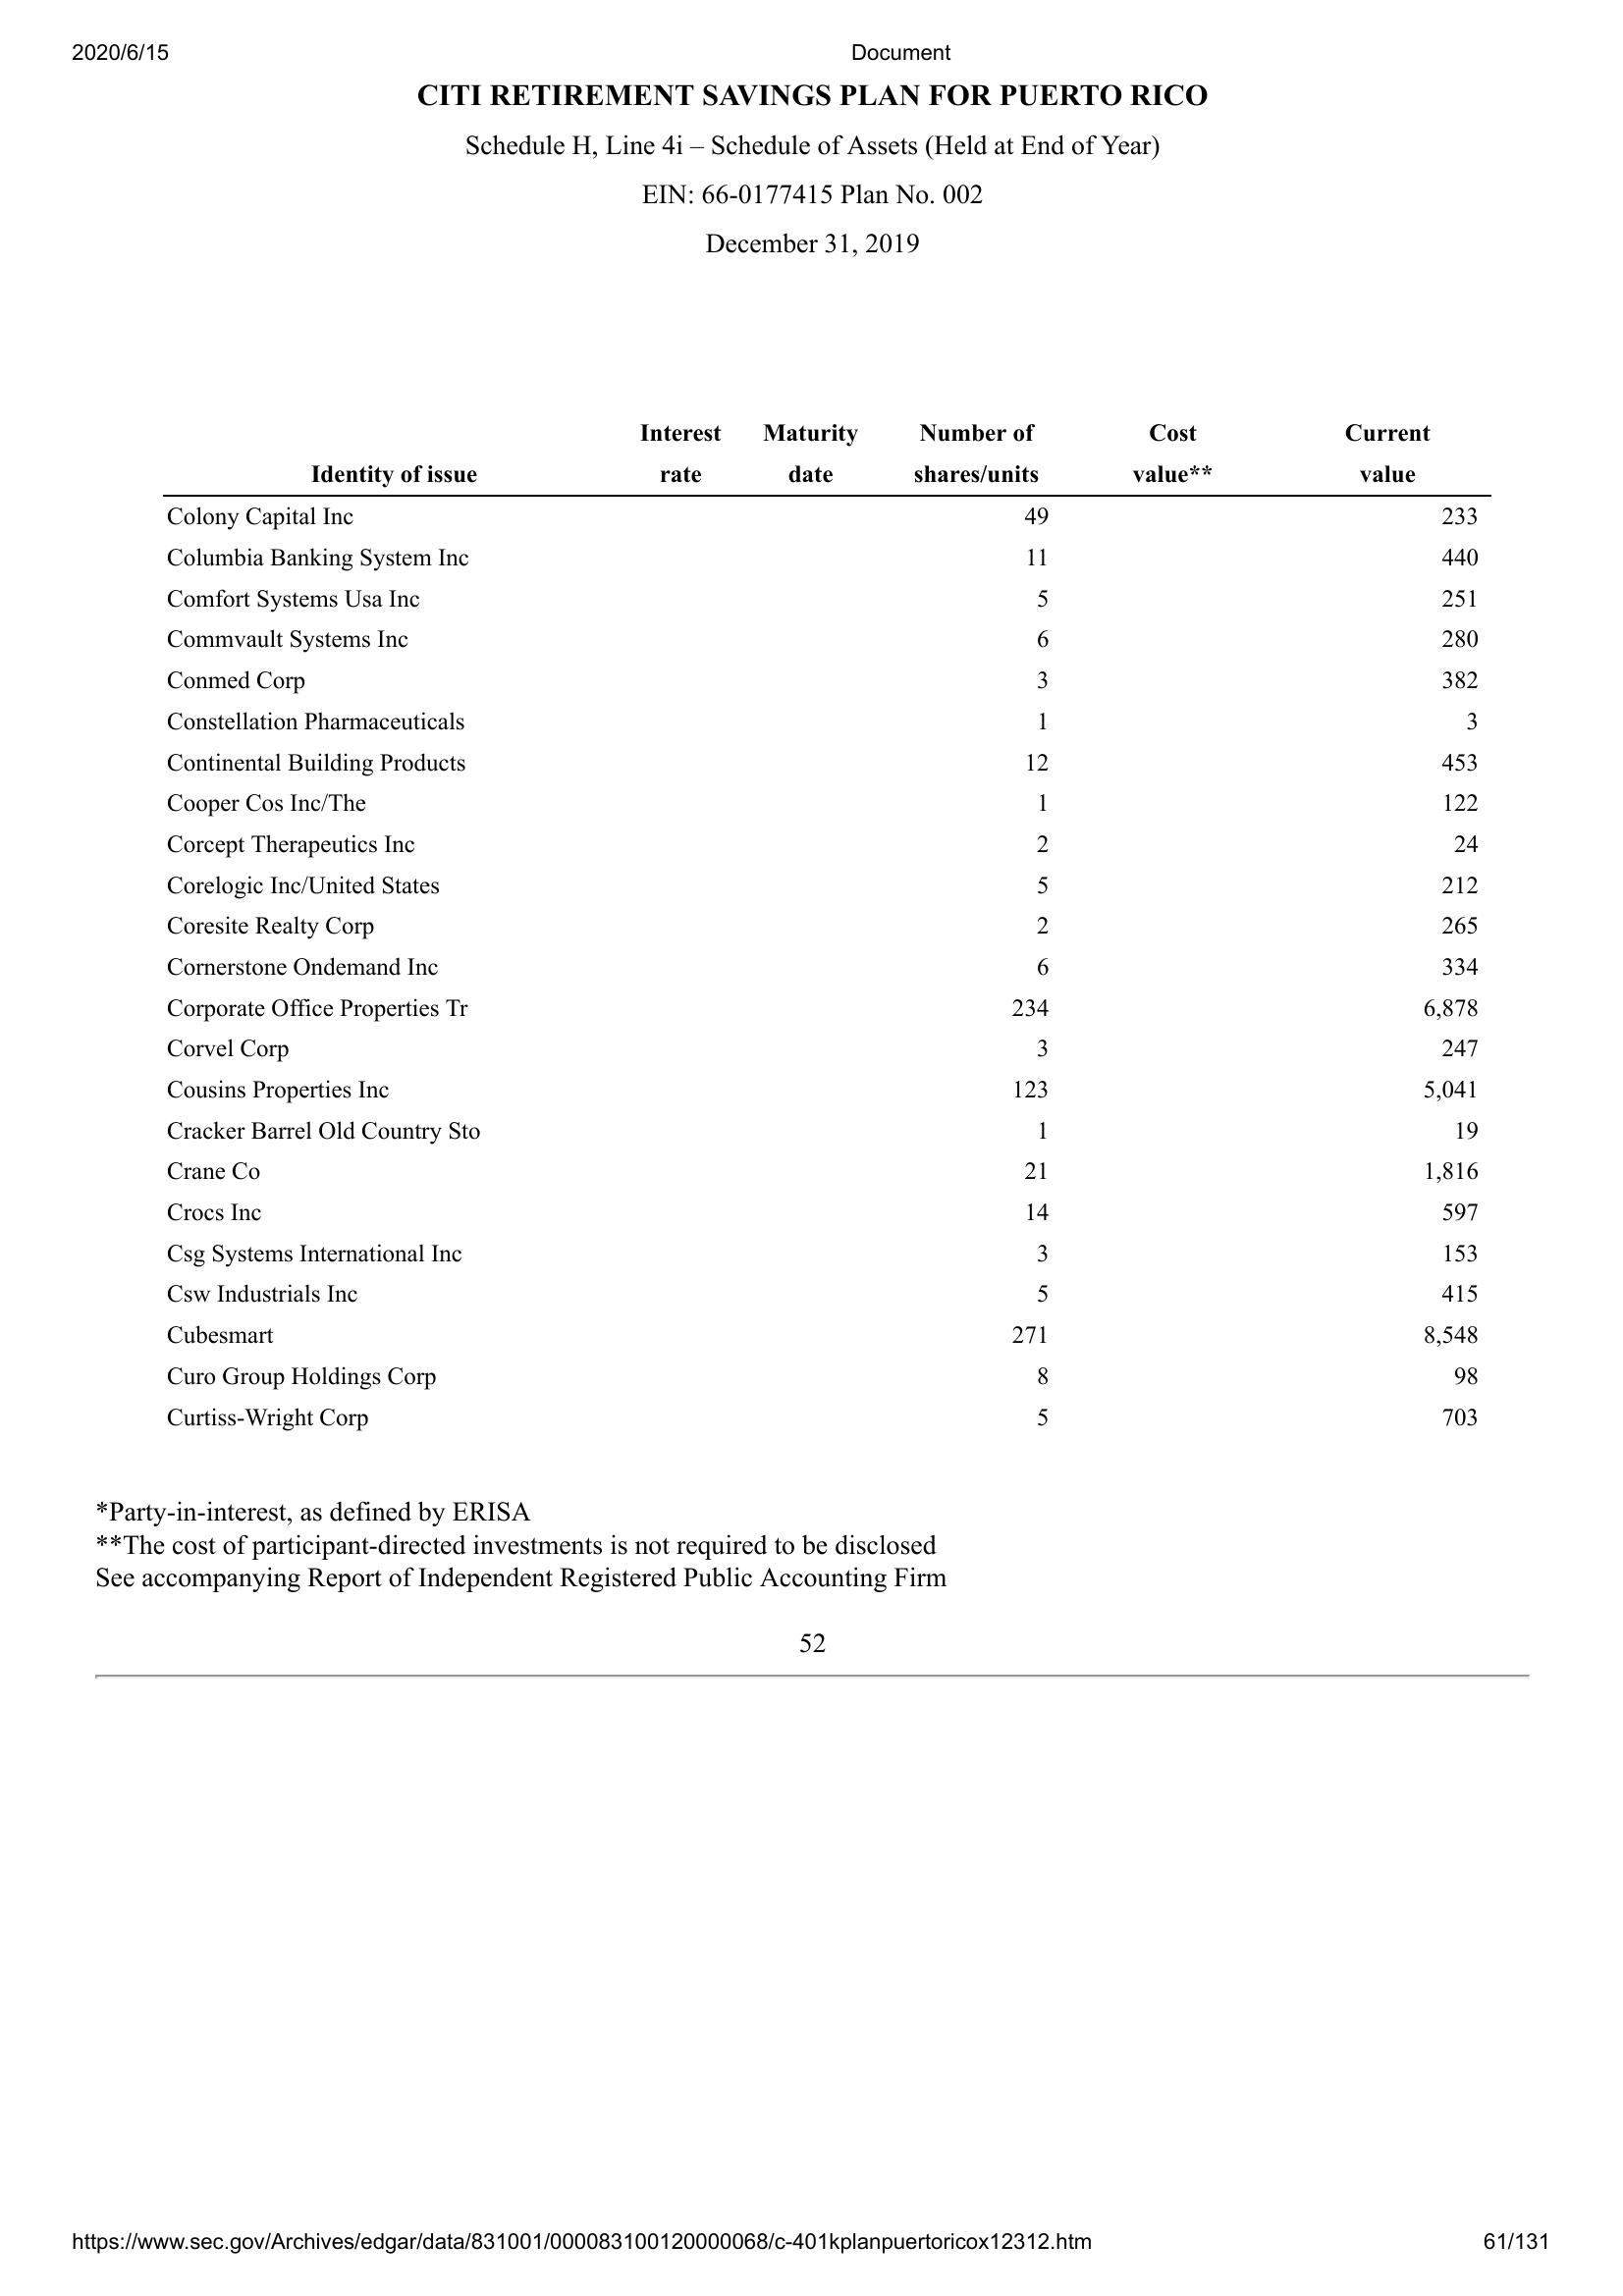 2020/6/15 Document
CITI RETIREMENT SAVINGS PLAN FOR PUERTO RICO
Schedule H, Line 4i – Schedule of Assets (Held at End of Year)
EIN: 66-0177415 Plan No. 002
December 31, 2019
Interest Maturity Number of Cost Current
Identity of issue rate date shares/units value** value
Colony Capital Inc 49 233
Columbia Banking System Inc 11 440
Comfort Systems Usa Inc 5 251
Commvault Systems Inc 6 280
Conmed Corp 3 382
Constellation Pharmaceuticals 1 3
Continental Building Products 12 453
Cooper Cos Inc/The 1 122
Corcept Therapeutics Inc 2 24
Corelogic Inc/United States 5 212
Coresite Realty Corp 2 265
Cornerstone Ondemand Inc 6 334
Corporate Office Properties Tr 234 6,878
Corvel Corp 3 247
Cousins Properties Inc 123 5,041
Cracker Barrel Old Country Sto 1 19
Crane Co 21 1,816
Crocs Inc 14 597
Csg Systems International Inc 3 153
Csw Industrials Inc 5 415
Cubesmart 271 8,548
Curo Group Holdings Corp 8 98
Curtiss-Wright Corp 5 703
*Party-in-interest, as defined by ERISA
**The cost of participant-directed investments is not required to be disclosed
See accompanying Report of Independent Registered Public Accounting Firm
52
https://www.sec.gov/Archives/edgar/data/831001/000083100120000068/c-401kplanpuertoricox12312.htm 61/131